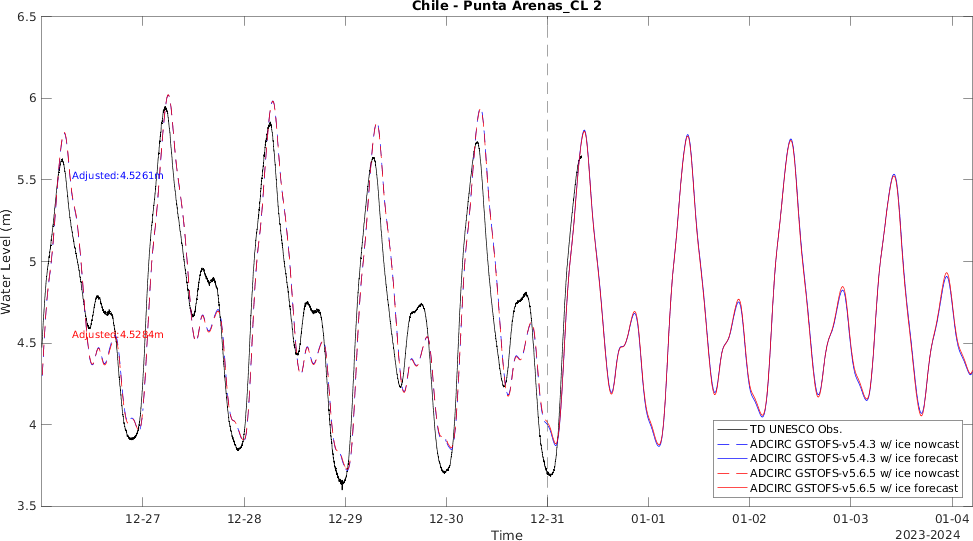 Chile - Punta Arenas_CL 2
6.5
6
5.5
5
4.5
4
3.5
Water Level (m)
Adjusted:4.5261m
Adjusted:4.5284m
TD UNESCO Obs.
ADCIRC GSTOFS-v5.4.3 w/ ice nowcast
ADCIRC GSTOFS-v5.4.3 w/ ice forecast
ADCIRC GSTOFS-v5.6.5 w/ ice nowcast
ADCIRC GSTOFS-v5.6.5 w/ ice forecast
12-27 12-28 12-29 12-30 12-31 01-01 01-02 01-03 01-04
Time
2023-2024